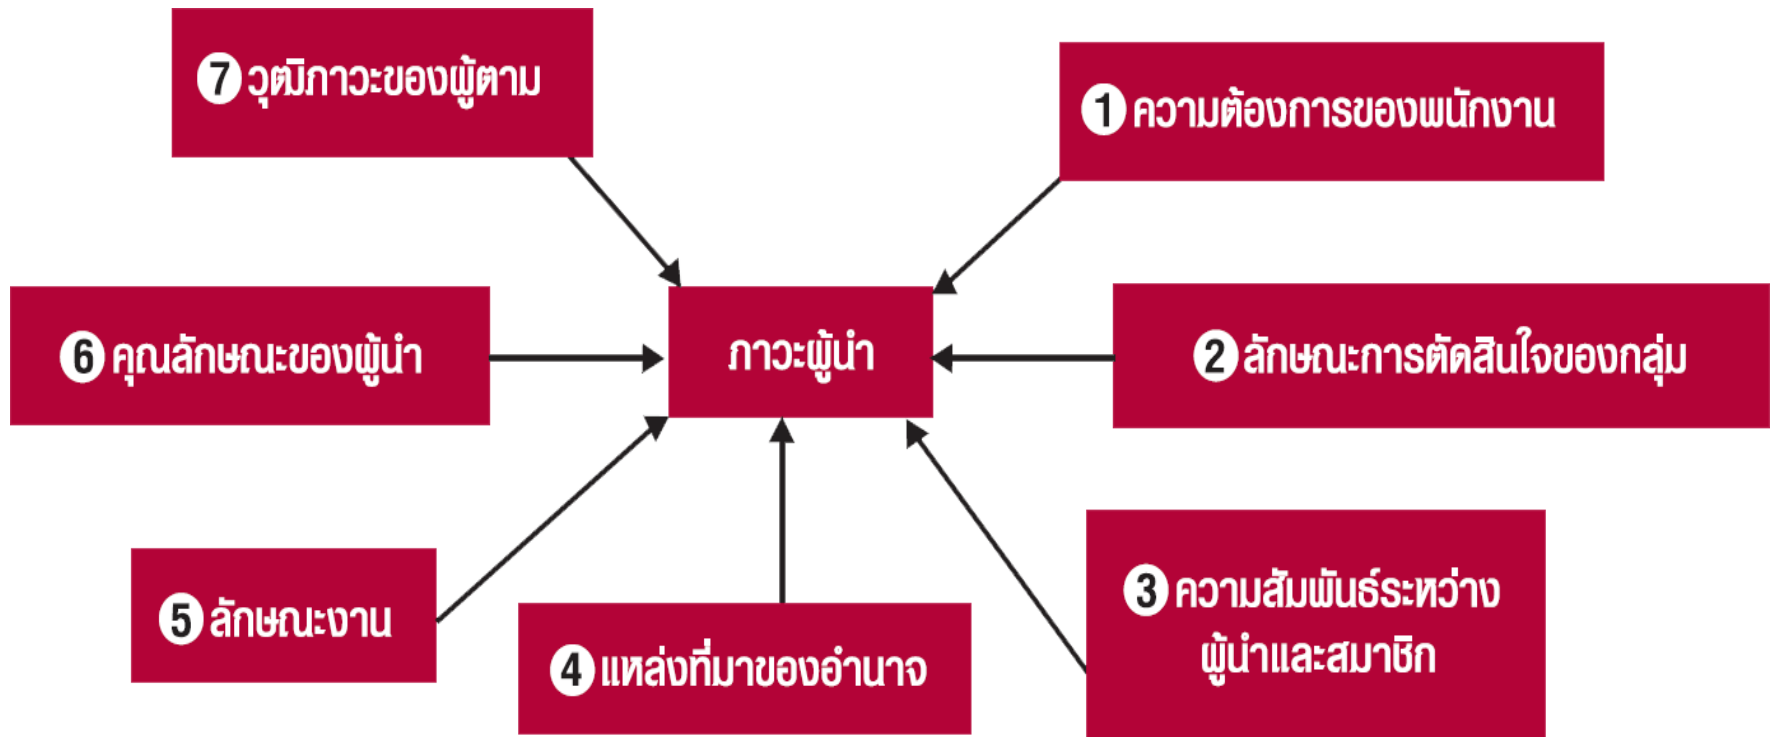 7 วุฒิภาวะของผู้ตาม
1 ความต้องการของพนักงาน
6 คุณลักษณะของผู้นำ
ภาวะผู้นำ
2 ลักษณะการตัดสินใจของกลุ่ม
5 ลักษณะงาน
4 แหล่งที่มาของอำนาจ
3 ความสัมพันธ์ระหว่าง
ผู้นำและสมาชิก